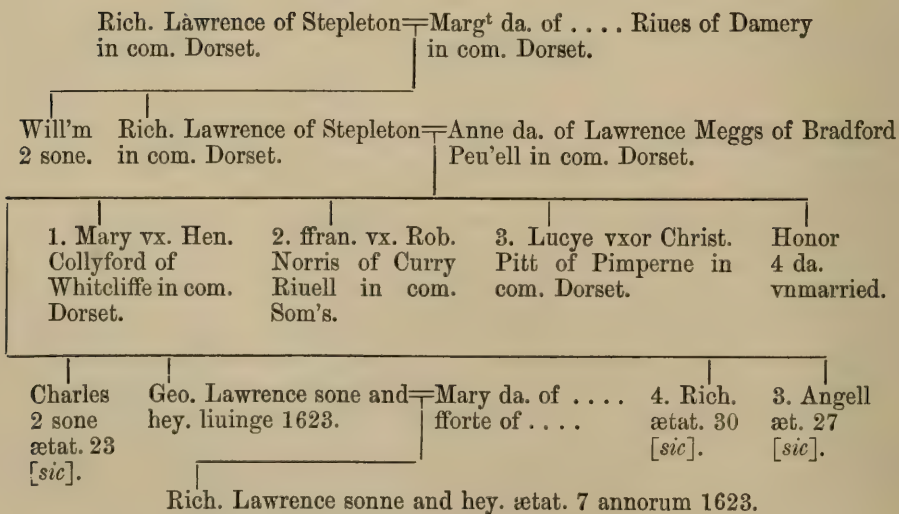 Rich. Lawrence of Stepleton Margᵗ da. of . . . . Riues of Damery
in com. Dorset. in com. Dorset.
Will'm
2 sone.
Rich. Lawrence of Stepleton Anne da. of Lawrence Meggs of Bradford
in com. Dorset. Peu'ell in com. Dorset.
1. Mary vx. Hen.
Collyford of
Whitcliffe in com.
Dorset.
2. ffran. vx. Rob.
Norris of Curry
Riuell in com.
Som's.
3. Lucye vxor Christ.
Pitt of Pimperne in
com. Dorset.
Honor
4 da.
vnmarried.
Charles
2 sone
ætat. 23
[sic].
Geo. Lawrence sone and
hey. liuinge 1623.
Mary da. of . . . .
fforte of . . . .
4. Rich.
ætat. 30
[sic].
3. Angell
æt. 27
[sic].
Rich. Lawrence sonne and hey. ætat. 7 annorum 1623.